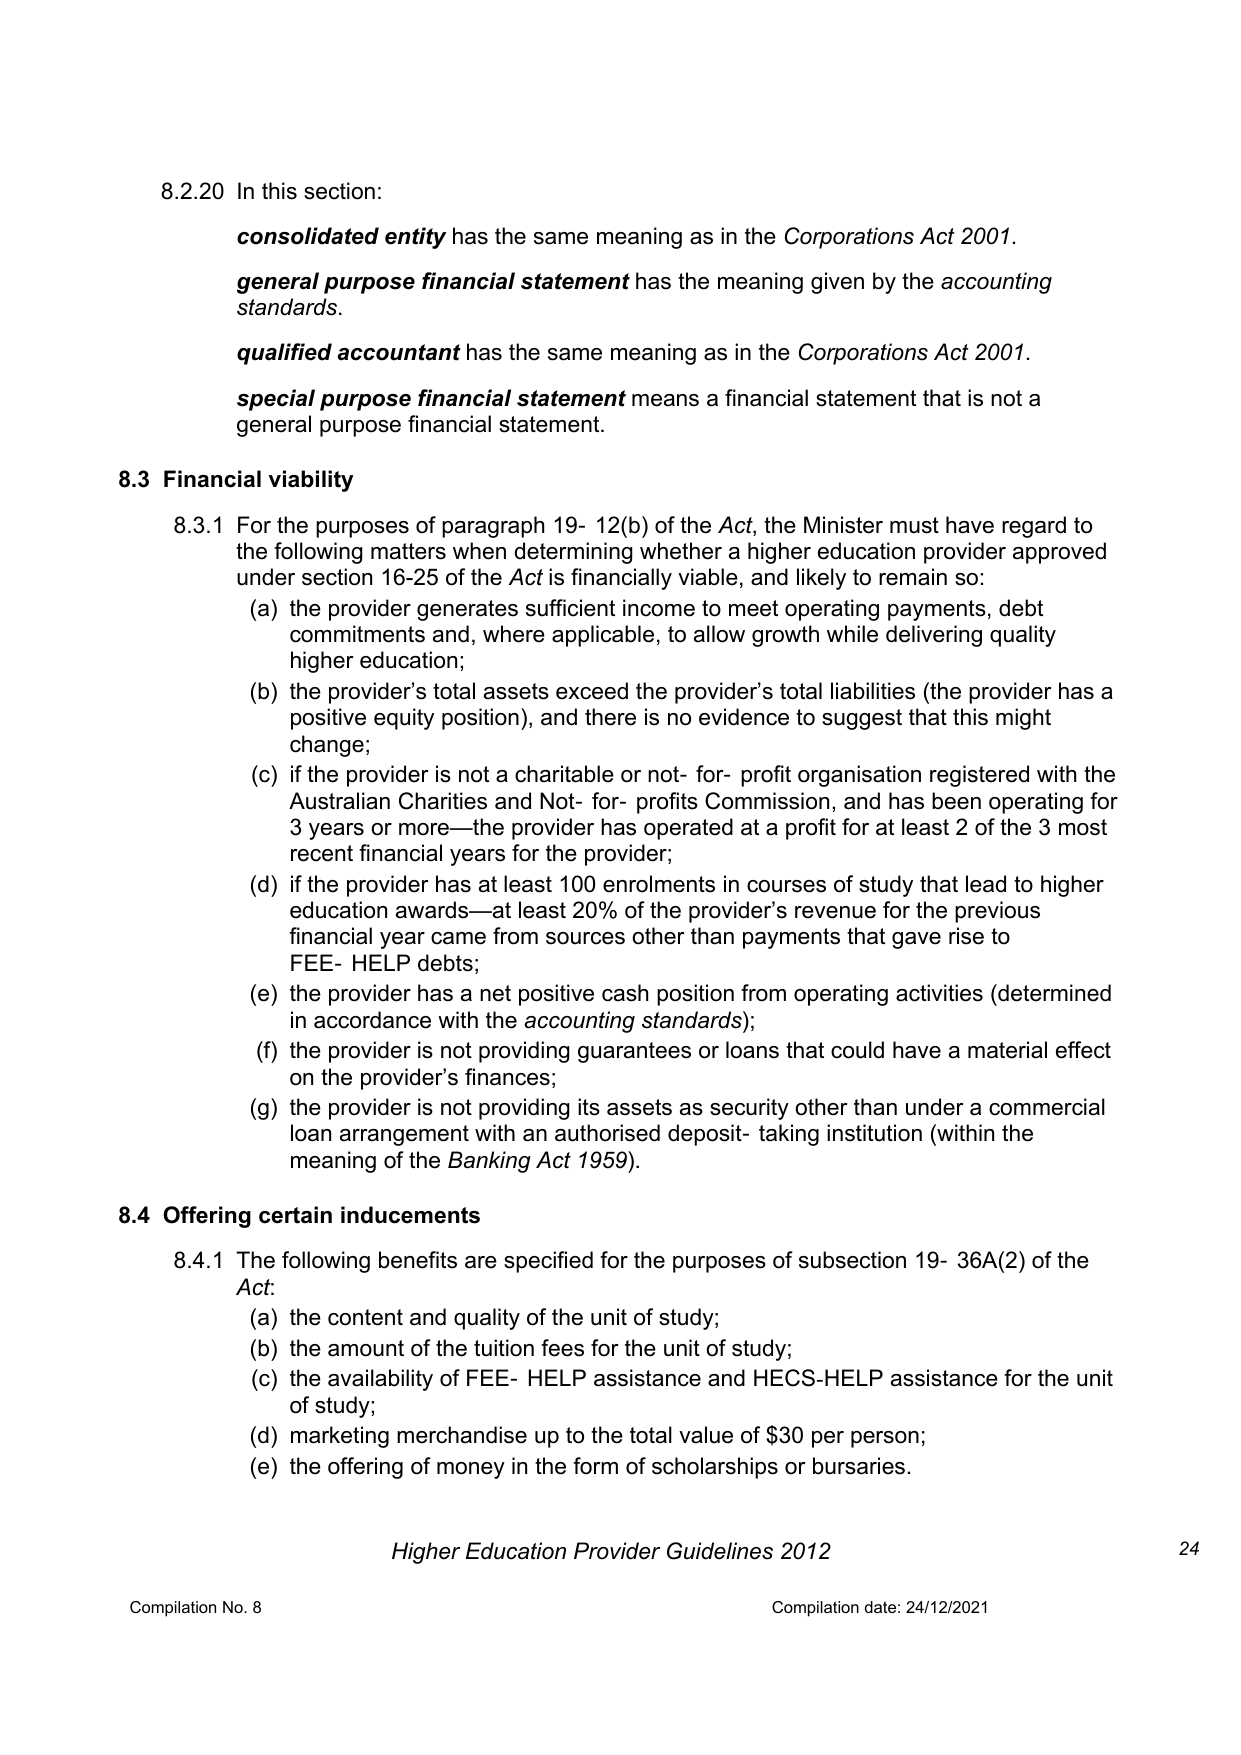 8.2.20 In this section:
consolidated entity has the same meaning as in the Corporations Act 2001.
general purpose financial statement has the meaning given by the accounting
standards.
qualified accountant has the same meaning as in the Corporations Act 2001.
special purpose financial statement means a financial statement that is not a
general purpose financial statement.
8.3 Financial viability
8.3.1 For the purposes of paragraph 19- 12(b) of the Act, the Minister must have regard to
the following matters when determining whether a higher education provider approved
under section 16-25 of the Act is financially viable, and likely to remain so:
(a) the provider generates sufficient income to meet operating payments, debt
commitments and, where applicable, to allow growth while delivering quality
higher education;
(b) the provider’s total assets exceed the provider’s total liabilities (the provider has a
positive equity position), and there is no evidence to suggest that this might
change;
(c) if the provider is not a charitable or not- for- profit organisation registered with the
Australian Charities and Not- for- profits Commission, and has been operating for
3 years or more—the provider has operated at a profit for at least 2 of the 3 most
recent financial years for the provider;
(d) if the provider has at least 100 enrolments in courses of study that lead to higher
education awards—at least 20% of the provider’s revenue for the previous
financial year came from sources other than payments that gave rise to
FEE- HELP debts;
(e) the provider has a net positive cash position from operating activities (determined
in accordance with the accounting standards);
(f) the provider is not providing guarantees or loans that could have a material effect
on the provider’s finances;
(g) the provider is not providing its assets as security other than under a commercial
loan arrangement with an authorised deposit- taking institution (within the
meaning of the Banking Act 1959).
8.4 Offering certain inducements
8.4.1 The following benefits are specified for the purposes of subsection 19- 36A(2) of the
Act:
(a) the content and quality of the unit of study;
(b) the amount of the tuition fees for the unit of study;
(c) the availability of FEE- HELP assistance and HECS-HELP assistance for the unit
of study;
(d) marketing merchandise up to the total value of $30 per person;
(e) the offering of money in the form of scholarships or bursaries.
Higher Education Provider Guidelines 2012 24
Compilation No. 8 Compilation date: 24/12/2021